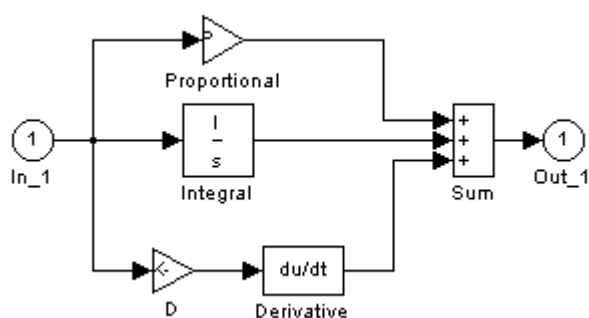 P
Proportional
1
In_1
I
s
Integral
+
+
+
Sum
1
Out_1
D
du/dt
Derivative